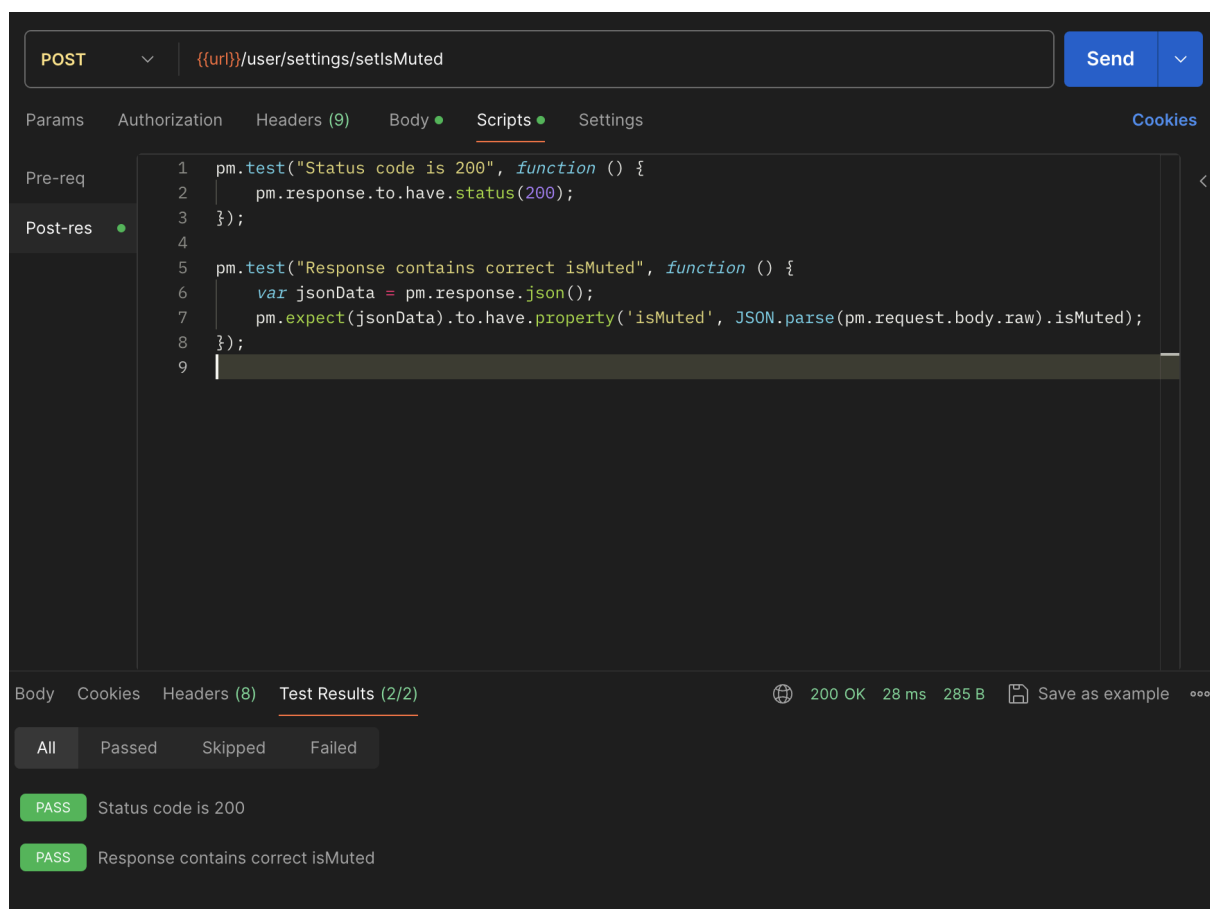 POST {{url}}/user/settings/setIsMuted Send
Params Authorization Headers (9) Body Scripts Settings Cookies
Pre-req
Post-res
1 pm.test("Status code is 200", function () {
2     pm.response.to.have.status(200);
3 });
4
5 pm.test("Response contains correct isMuted", function () {
6     var jsonData = pm.response.json();
7     pm.expect(jsonData).to.have.property('isMuted', JSON.parse(pm.request.body.raw).isMuted);
8 });
9
Body Cookies Headers (8) Test Results (2/2) 200 OK 28 ms 285 B Save as example
All Passed Skipped Failed
PASS Status code is 200
PASS Response contains correct isMuted